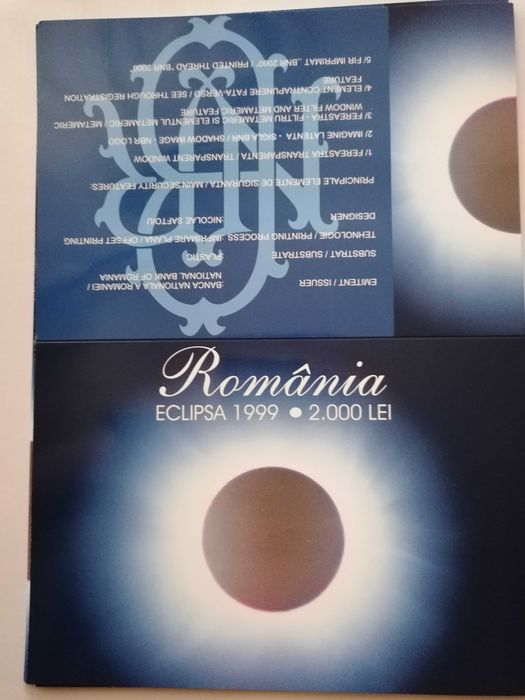 România
ECLIPSA 1999 ● 2.000 LEI
EMITENT / ISSUER :BANCA NATIONALA A ROMANIEI /
NATIONAL BANK OF ROMANIA
SUBSTRAT / SUBSTRATE :PLASTIC
TEHNOLOGIE / PRINTING PROCESS :IMPRIMARE PLANA / OFFSET PRINTING
DESIGNER :NICOLAE SAFTOIU
PRINCIPALE ELEMENTE DE SIGURANTA / MAIN SECURITY FEATURES:
1/ FEREASTRA TRANSPARENTA / TRANSPARENT WINDOW
2/ IMAGINE LATENTA - SIGLA BNR / SHADOW IMAGE - NBR LOGO
3/ FEREASTRA - FILTRU METAMERIC SI ELEMENTUL METAMERIC / METAMERIC
WINDOW FILTER AND METAMERIC FEATURE
4/ ELEMENT CONTRAPUNERE FATA-VERSO / SEE THROUGH REGISTRATION
FEATURE
5/ FIR IMPRIMAT ,,BNR 2000" / PRINTED THREAD "BNR 2000"